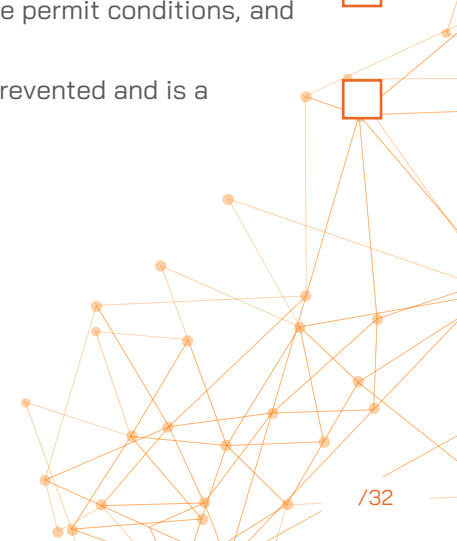 e permit conditions, and
revented and is a
/32